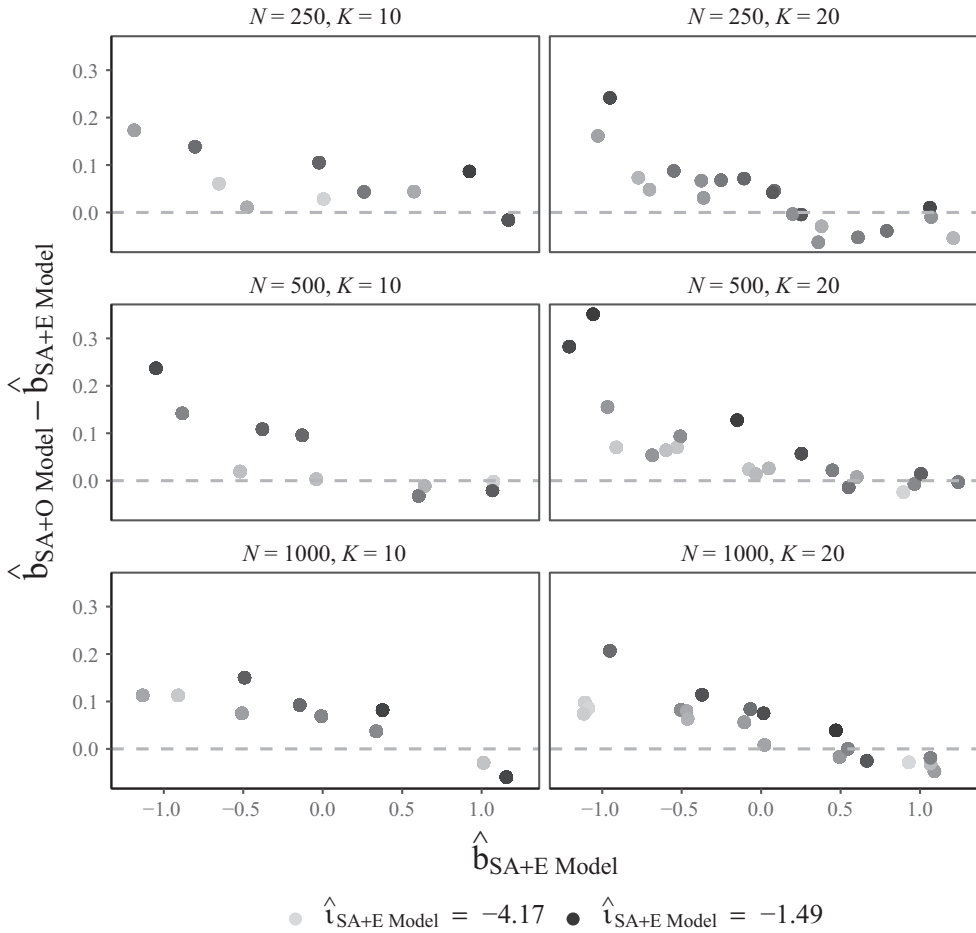 N = 250, K = 10
N = 250, K = 20
0.3
0.2
0.1
0.0
N = 500, K = 10
N = 500, K = 20
0.3
0.2
0.1
0.0
N = 1000, K = 10
N = 1000, K = 20
0.3
0.2
0.1
0.0
−1.0 −0.5 0.0 0.5 1.0
−1.0 −0.5 0.0 0.5 1.0
b̂SA+O Model − b̂SA+E Model
b̂SA+E Model
ι̂SA+E Model = −4.17
ι̂SA+E Model = −1.49